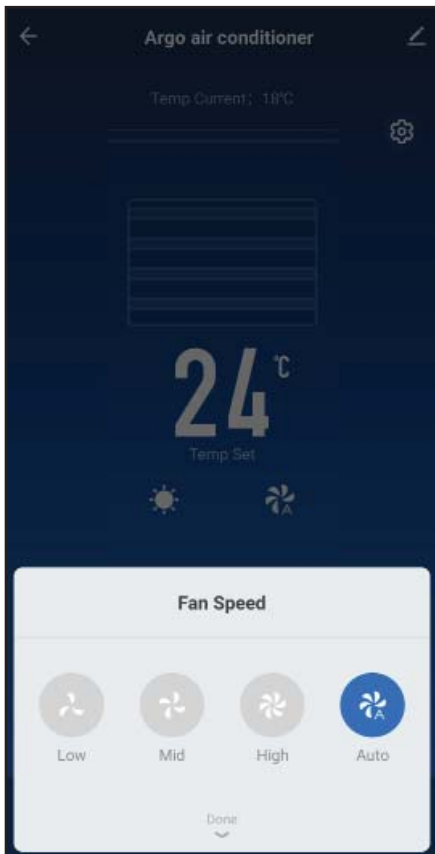 Argo air conditioner
Temp Current: 18℃
24 ℃
Temp Set
A
Fan Speed
A
Low Mid High Auto
Done